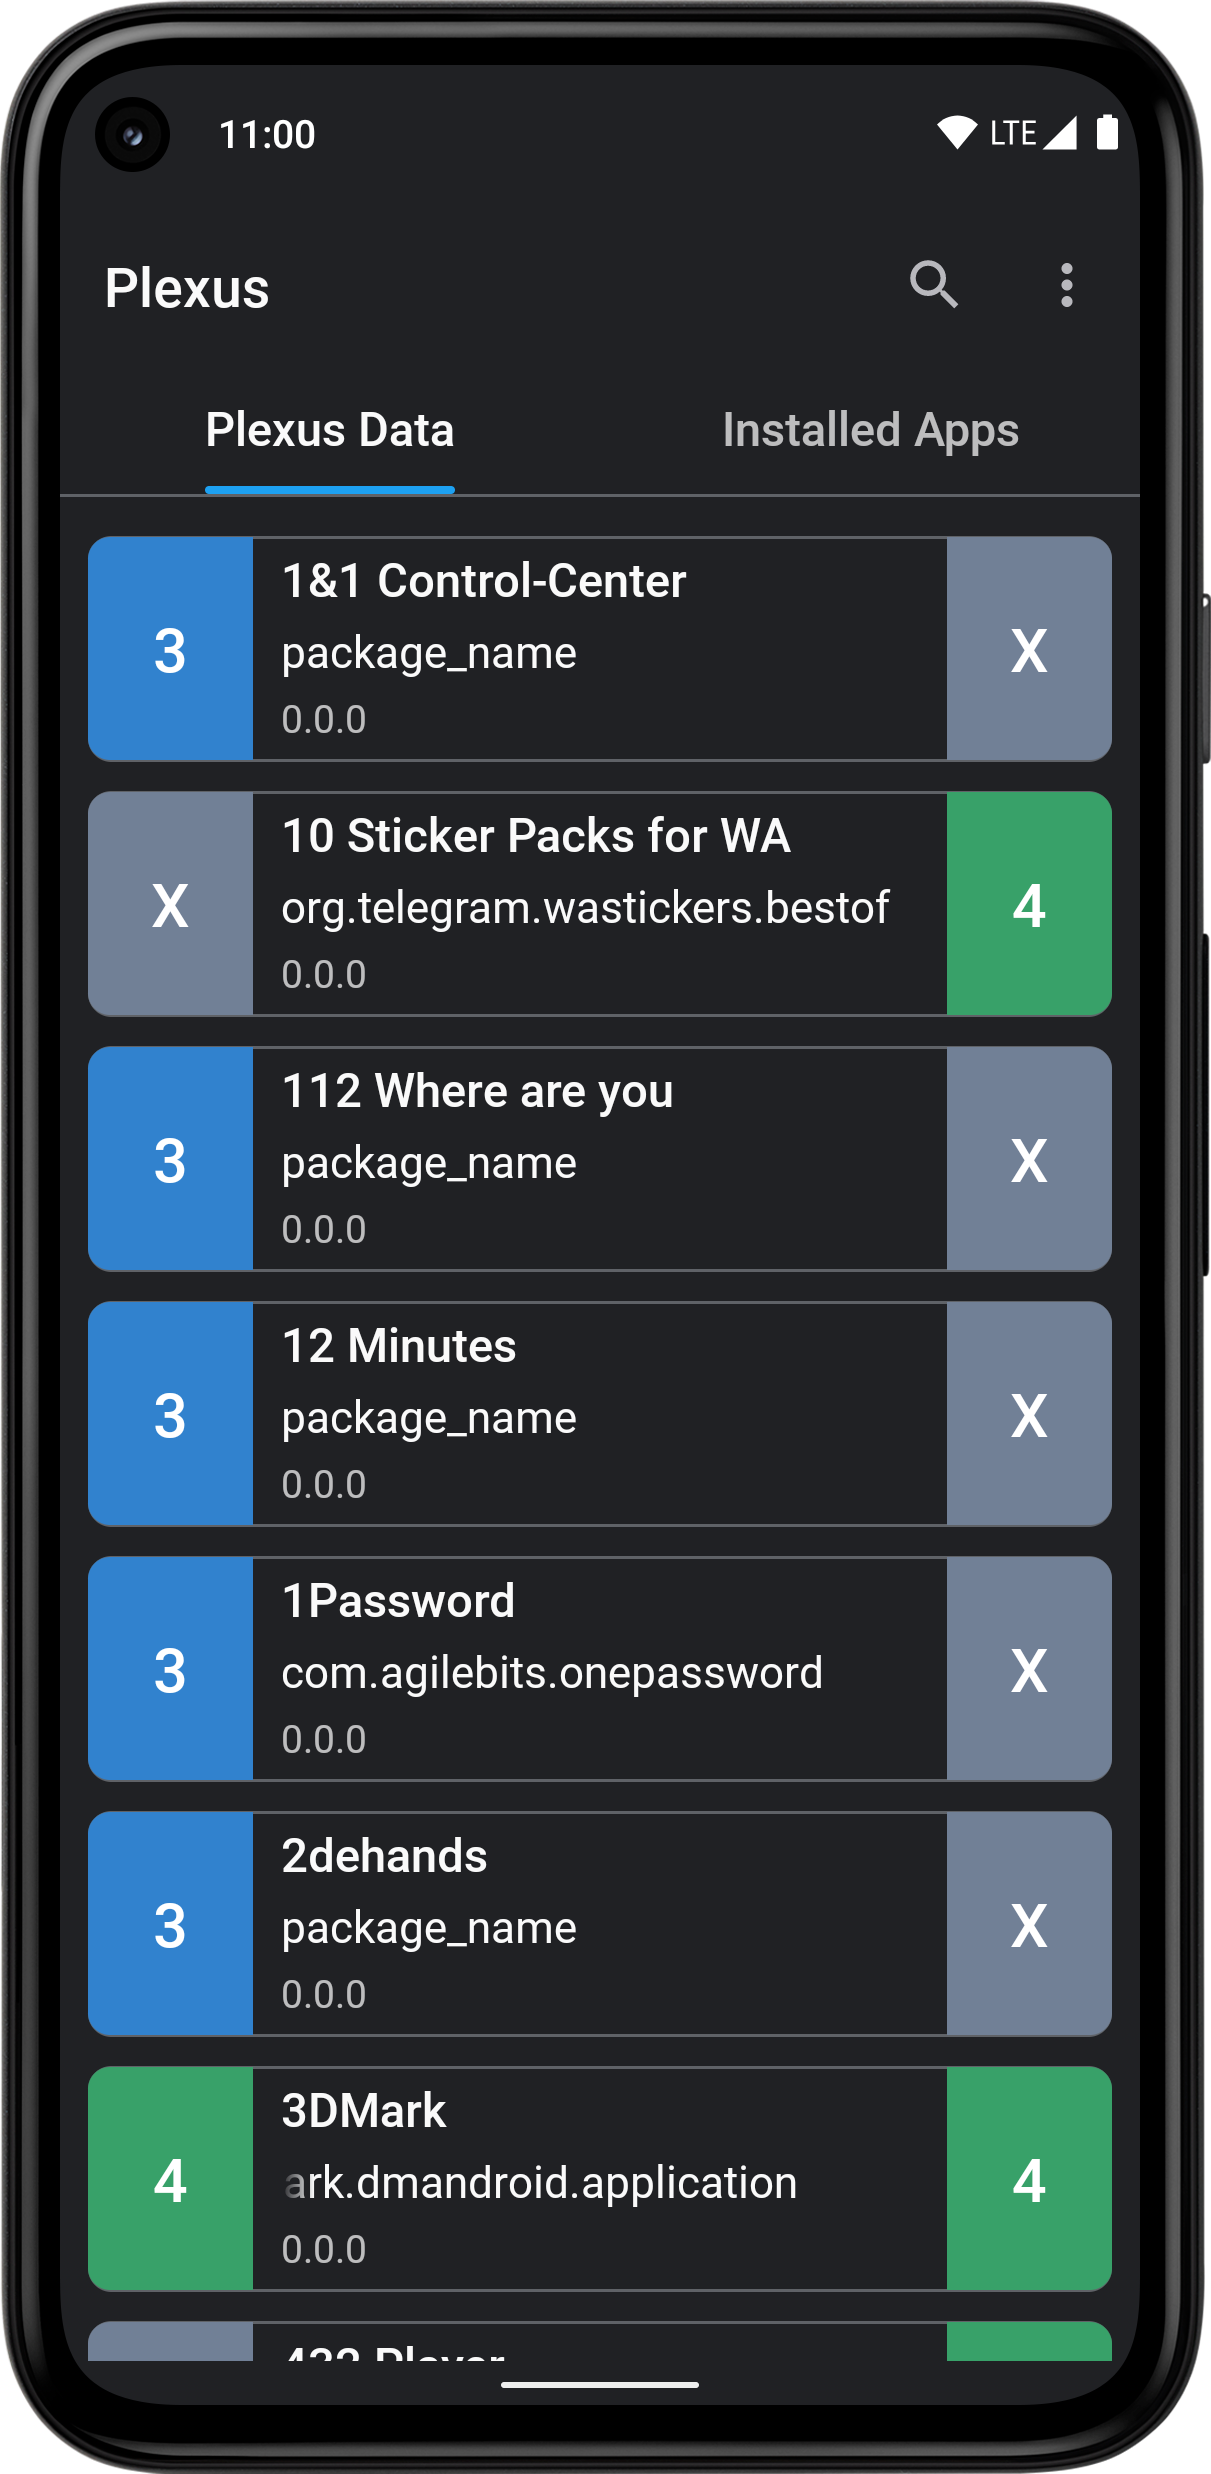 11:00 LTE
Plexus
Plexus Data Installed Apps
1&1 Control-Center
3 package_name X
0.0.0
10 Sticker Packs for WA
X org.telegram.wastickers.bestof 4
0.0.0
112 Where are you
3 package_name X
0.0.0
12 Minutes
3 package_name X
0.0.0
1Password
3 com.agilebits.onepassword X
0.0.0
2dehands
3 package_name X
0.0.0
3DMark
4 ark.dmandroid.application 4
0.0.0
432 Player